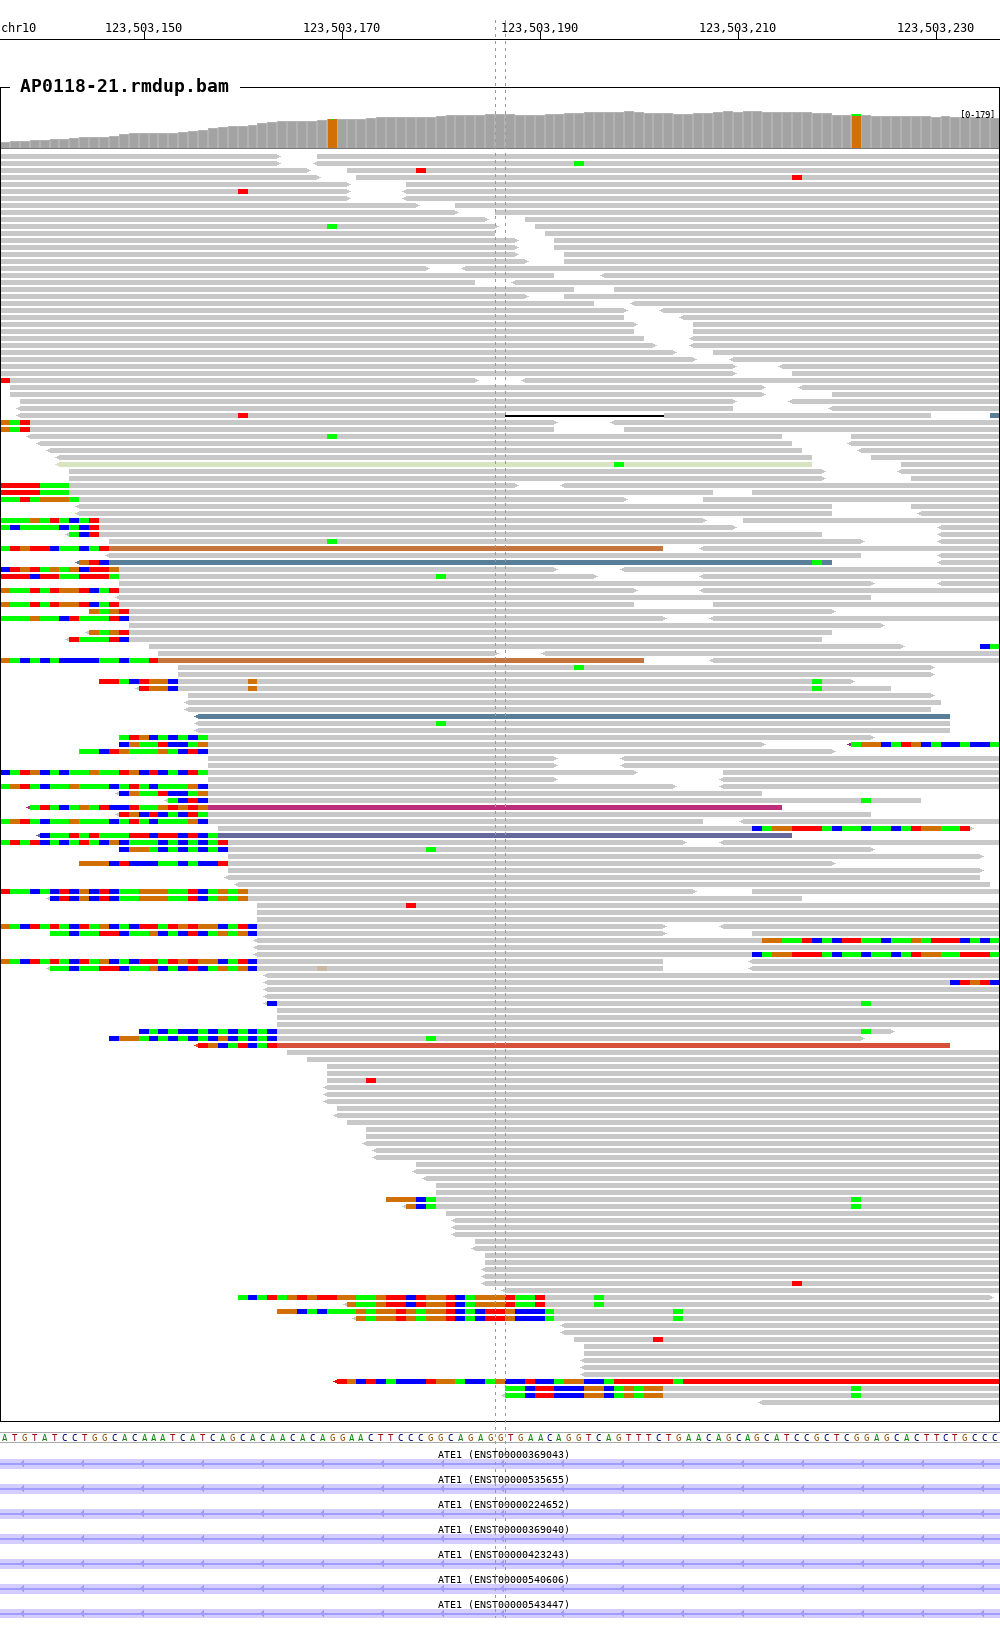 chr10 123,503,150 123,503,170 123,503,190 123,503,210 123,503,230
AP0118-21.rmdup.bam
[0-179]
A T G T A T C C T G G C A C A A A T C A T C A G C A C A A C A C A G G A A C T T C C C G G C A G A G G T G A A C A G G T C A G T T T C T G A A C A G C A G C A T C C G C T C G G A G C A C T T C T G C C C
ATE1 (ENST00000369043)
ATE1 (ENST00000535655)
ATE1 (ENST00000224652)
ATE1 (ENST00000369040)
ATE1 (ENST00000423243)
ATE1 (ENST00000540606)
ATE1 (ENST00000543447)